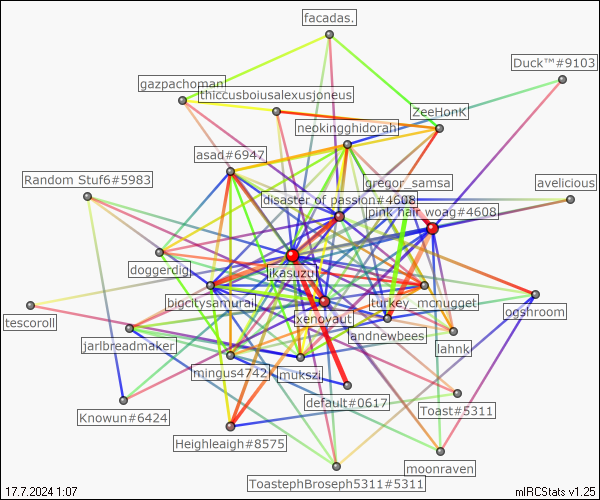 facadas.
Duck™#9103
gazpachoman
thiccusboiusalexusjoneus
ZeeHonK
neokingghidorah
asad#6947
Random Stuf6#5983
gregor_samsa
avelicious
disaster of passion#4608
pink hair woag#4608
doggerdig
ikasuzu
bigcitysamurai
turkey_mcnugget
ogshroom
tescoroll
xenoyaut
andnewbees
jarlbreadmaker
lahnk
mingus4742
mukszi
default#0617
Knowun#6424
Toast#5311
Heighleaigh#8575
moonraven
ToastephBroseph5311#5311
17.7.2024 1:07
mIRCStats v1.25